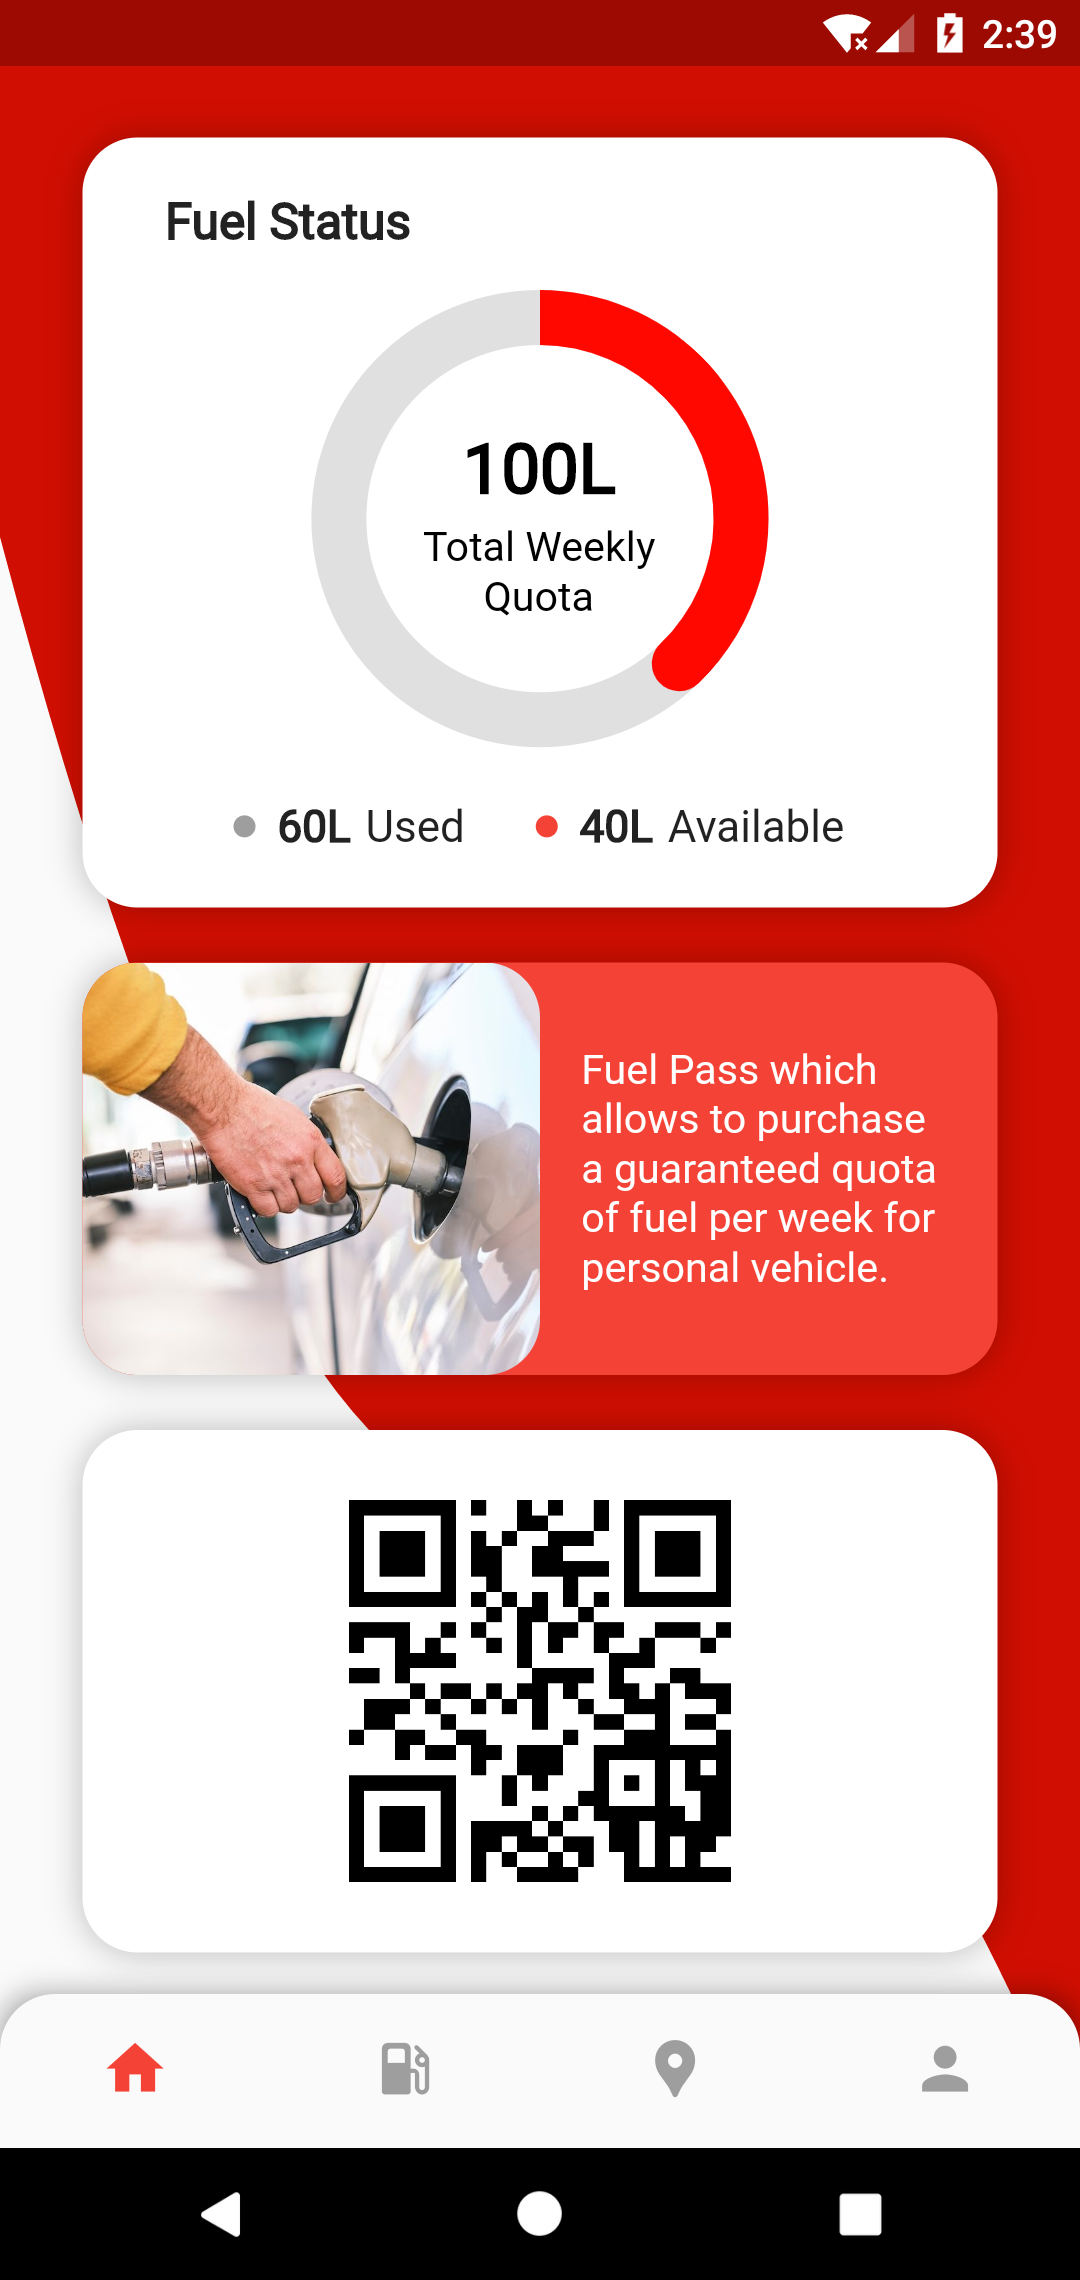 2:39
Fuel Status
100L
Total Weekly
Quota
60L Used
40L Available
Fuel Pass which
allows to purchase
a guaranteed quota
of fuel per week for
personal vehicle.